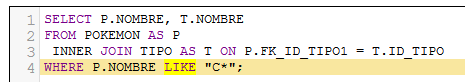 1 SELECT P.NOMBRE, T.NOMBRE
2 FROM POKEMON AS P
3 INNER JOIN TIPO AS T ON P.FK_ID_TIPO1 = T.ID_TIPO
4 WHERE P.NOMBRE LIKE "C*";